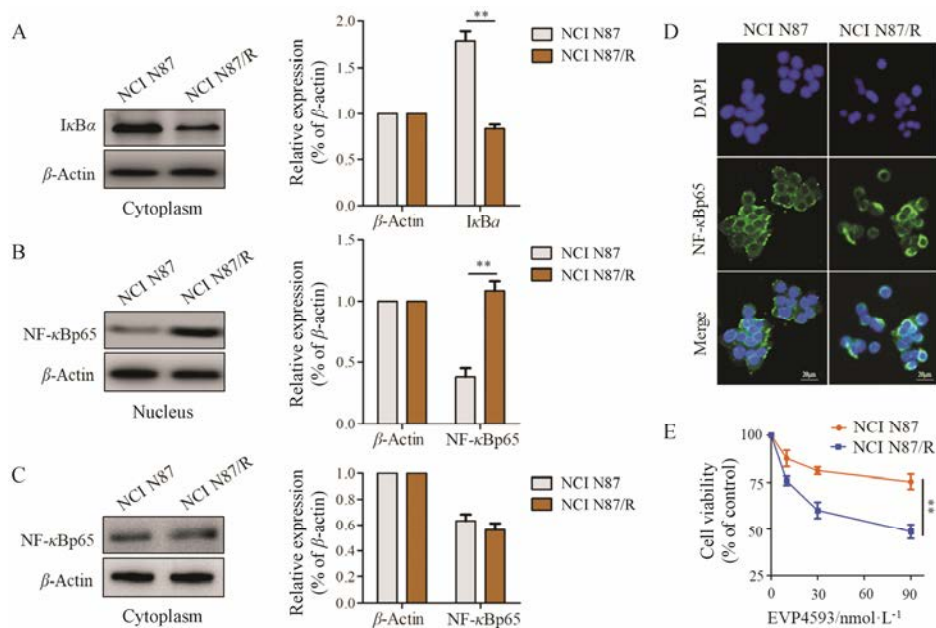 A
NCI N87
NCI N87/R
IκBα
β-Actin
Cytoplasm
Relative expression
(% of β-actin)
2.0
1.5
1.0
0.5
0.0
**
β-Actin
IκBα
NCI N87
NCI N87/R
B
NCI N87
NCI N87/R
NF-κBp65
β-Actin
Nucleus
Relative expression
(% of β-actin)
1.5
1.0
0.5
0.0
**
β-Actin
NF-κBp65
NCI N87
NCI N87/R
C
NCI N87
NCI N87/R
NF-κBp65
β-Actin
Cytoplasm
Relative expression
(% of β-actin)
1.0
0.8
0.6
0.4
0.2
0.0
β-Actin
NF-κBp65
NCI N87
NCI N87/R
D
NCI N87
NCI N87/R
DAPI
NF-κBp65
Merge
20μm
20μm
E
NCI N87
NCI N87/R
Cell viability
(% of control)
100
75
50
25
0
30
60
90
**
EVP4593/nmol·L⁻¹